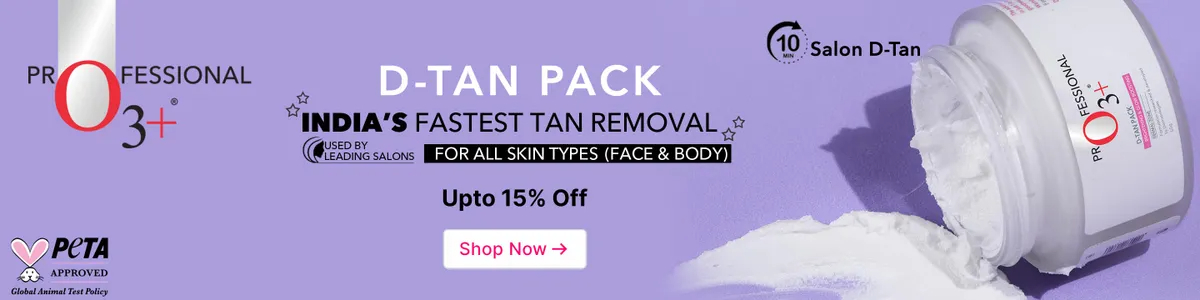 PROFESSIONAL
O3+®
D-TAN PACK
INDIA'S FASTEST TAN REMOVAL
USED BY
LEADING SALONS
FOR ALL SKIN TYPES (FACE & BODY)
Upto 15% Off
Shop Now →
PeTA
APPROVED
Global Animal Test Policy
10
MIN
Salon D-Tan
PROFESSIONAL
O3+
D-TAN PACK